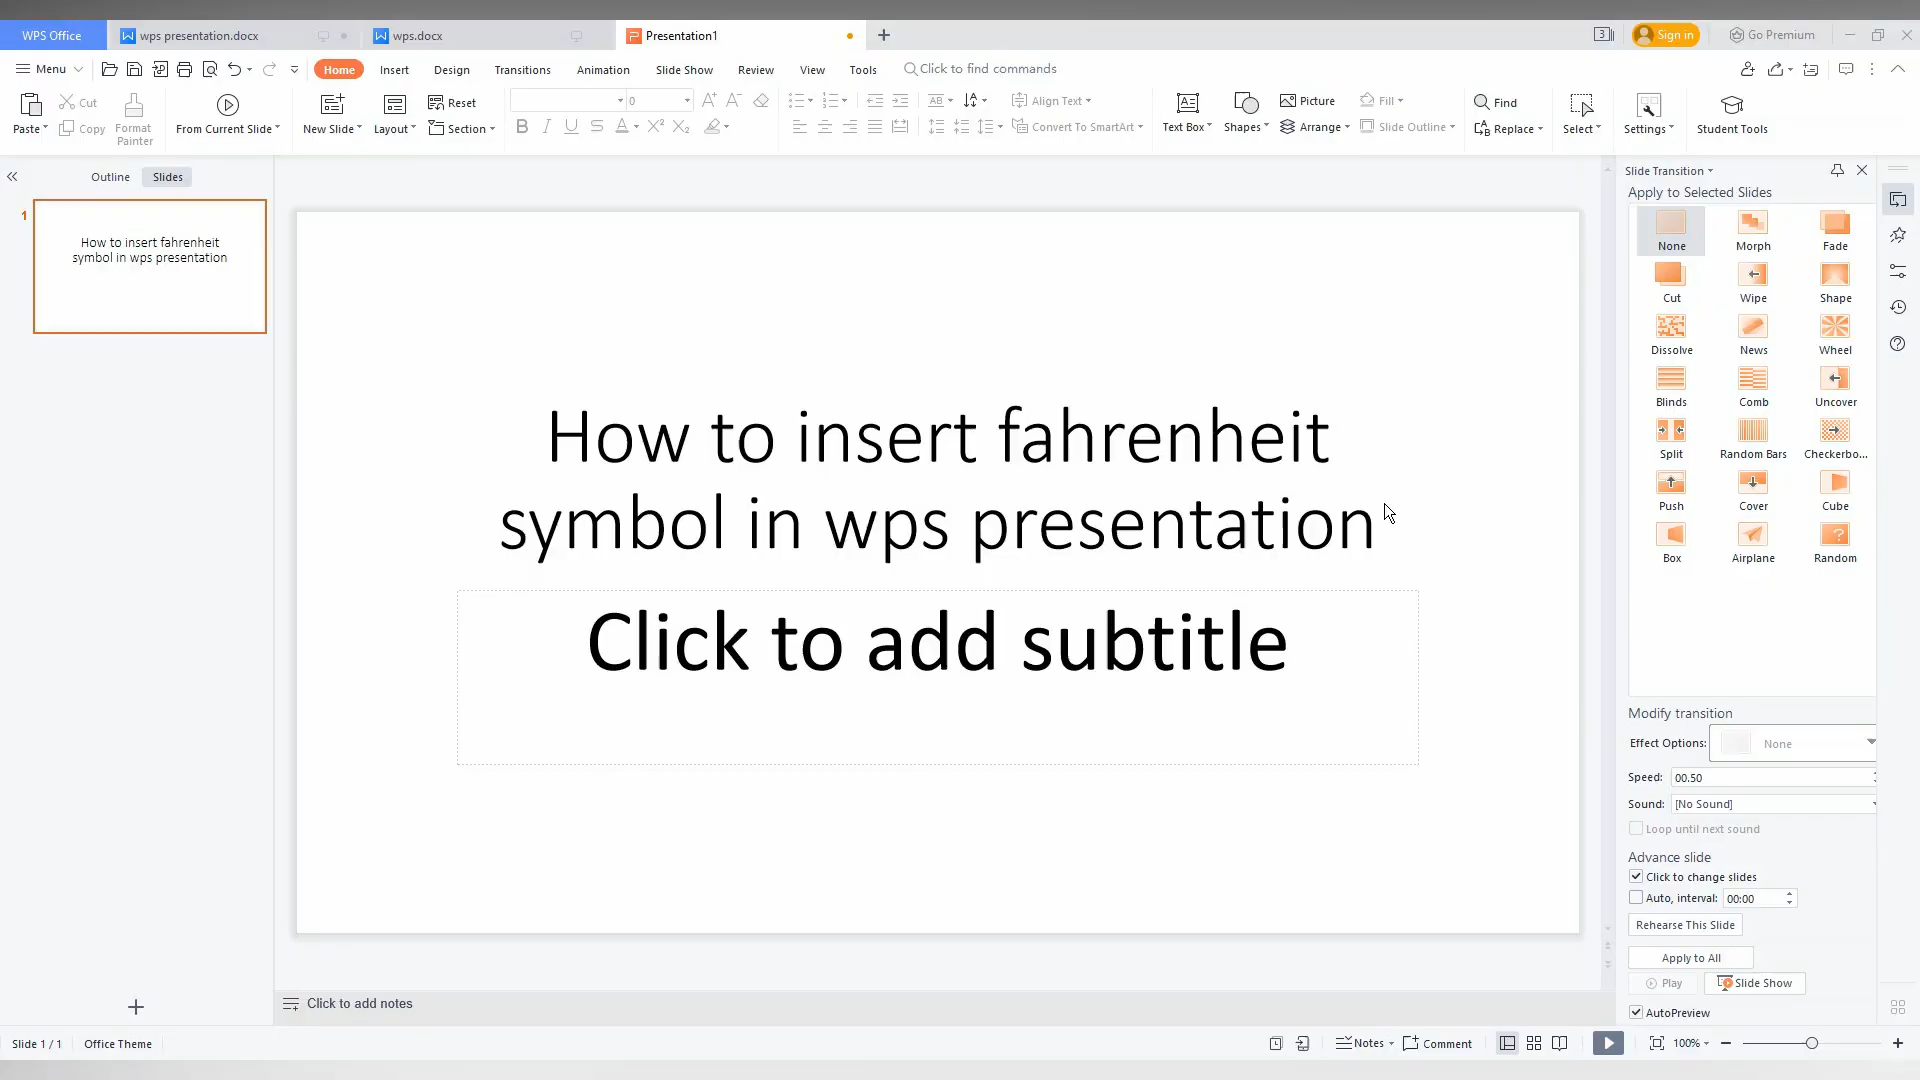 WPS Office
wps presentation.docx
wps.docx
Presentation1
3
Sign in
Go Premium
Menu
Home
Insert
Design
Transitions
Animation
Slide Show
Review
View
Tools
Click to find commands
Paste
Cut
Copy
Format
Painter
From Current Slide
New Slide
Layout
Reset
Section
0
Align Text
Convert To SmartArt
Text Box
Shapes
Picture
Arrange
Fill
Slide Outline
Find
Replace
Select
Settings
Student Tools
Outline
Slides
1
How to insert fahrenheit
symbol in wps presentation
How to insert fahrenheit
symbol in wps presentation
Click to add subtitle
Slide Transition
Apply to Selected Slides
None
Morph
Fade
Cut
Wipe
Shape
Dissolve
News
Wheel
Blinds
Comb
Uncover
Split
Random Bars
Checkerbo...
Push
Cover
Cube
Box
Airplane
Random
Modify transition
Effect Options:
None
Speed:
00.50
Sound:
[No Sound]
Loop until next sound
Advance slide
Click to change slides
Auto, interval:
00:00
Rehearse This Slide
Apply to All
Play
Slide Show
AutoPreview
Click to add notes
Slide 1 / 1
Office Theme
Notes
Comment
100%